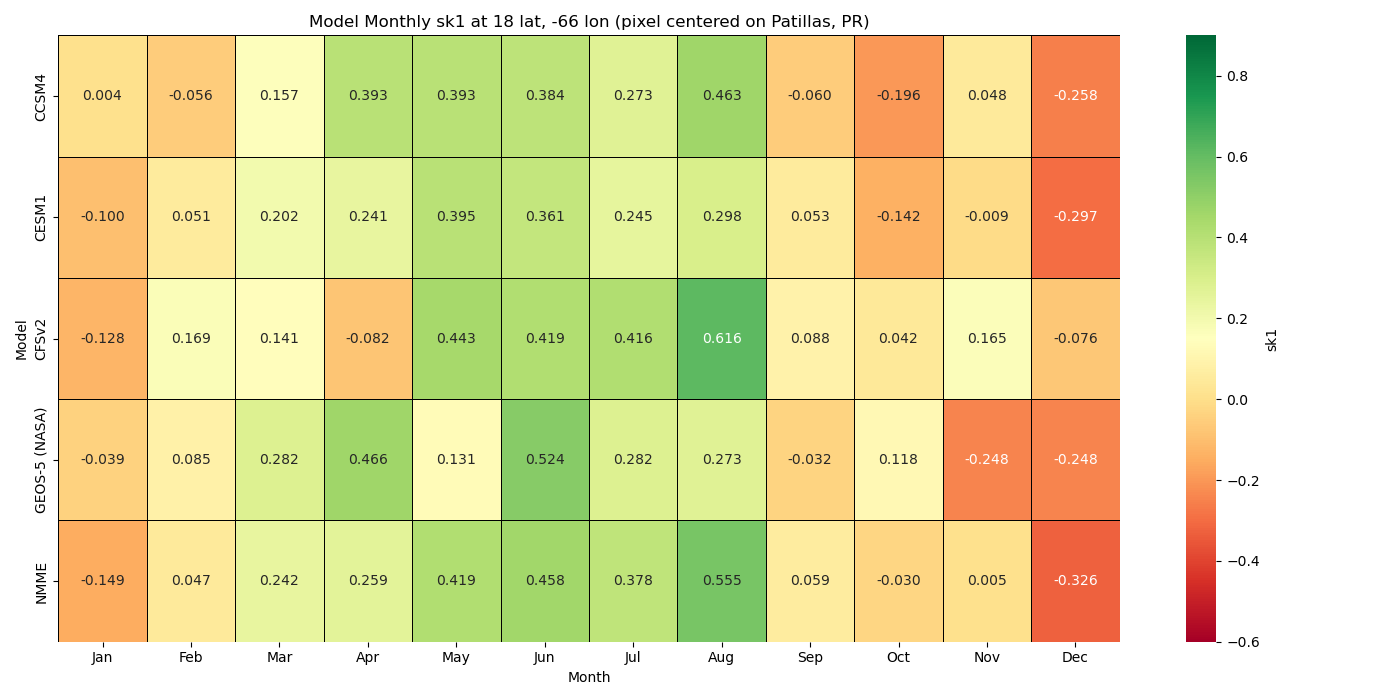 Model Monthly sk1 at 18 lat, -66 lon (pixel centered on Patillas, PR)
Model
CCSM4 0.004 -0.056 0.157 0.393 0.393 0.384 0.273 0.463 -0.060 -0.196 0.048 -0.258
CESM1 -0.100 0.051 0.202 0.241 0.395 0.361 0.245 0.298 0.053 -0.142 -0.009 -0.297
CFSv2 -0.128 0.169 0.141 -0.082 0.443 0.419 0.416 0.616 0.088 0.042 0.165 -0.076
GEOS-5 (NASA) -0.039 0.085 0.282 0.466 0.131 0.524 0.282 0.273 -0.032 0.118 -0.248 -0.248
NMME -0.149 0.047 0.242 0.259 0.419 0.458 0.378 0.555 0.059 -0.030 0.005 -0.326
Jan Feb Mar Apr May Jun Jul Aug Sep Oct Nov Dec
Month
0.8
0.6
0.4
0.2
0.0
−0.2
−0.4
−0.6
sk1